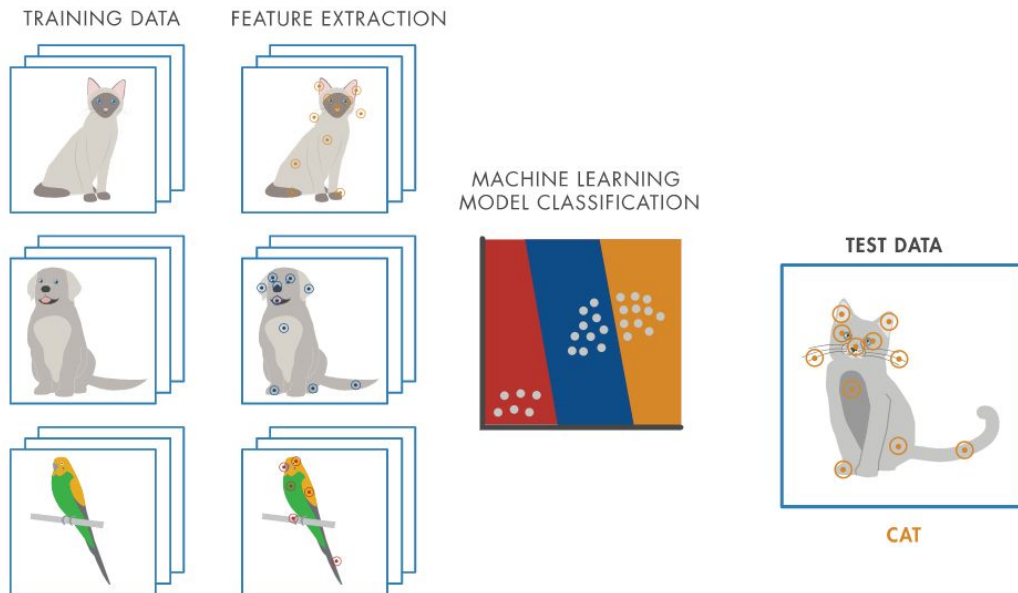 TRAINING DATA
FEATURE EXTRACTION
MACHINE LEARNING
MODEL CLASSIFICATION
TEST DATA
CAT